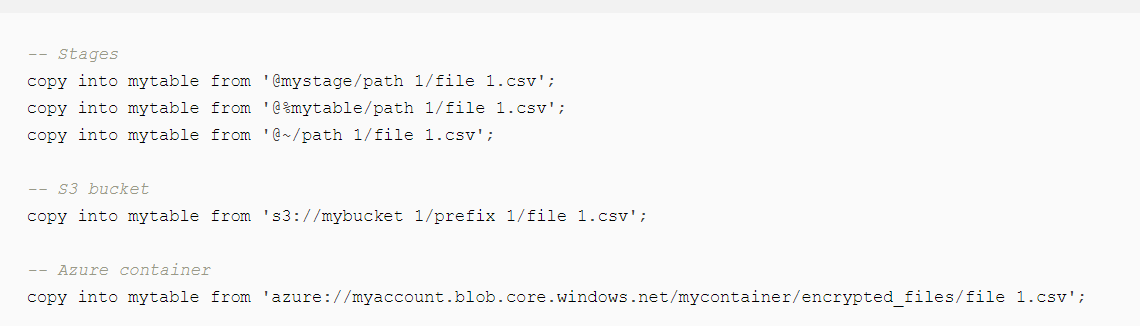 -- Stages
copy into mytable from '@mystage/path 1/file 1.csv';
copy into mytable from '@%mytable/path 1/file 1.csv';
copy into mytable from '@~/path 1/file 1.csv';
-- S3 bucket
copy into mytable from 's3://mybucket 1/prefix 1/file 1.csv';
-- Azure container
copy into mytable from 'azure://myaccount.blob.core.windows.net/mycontainer/encrypted_files/file 1.csv';